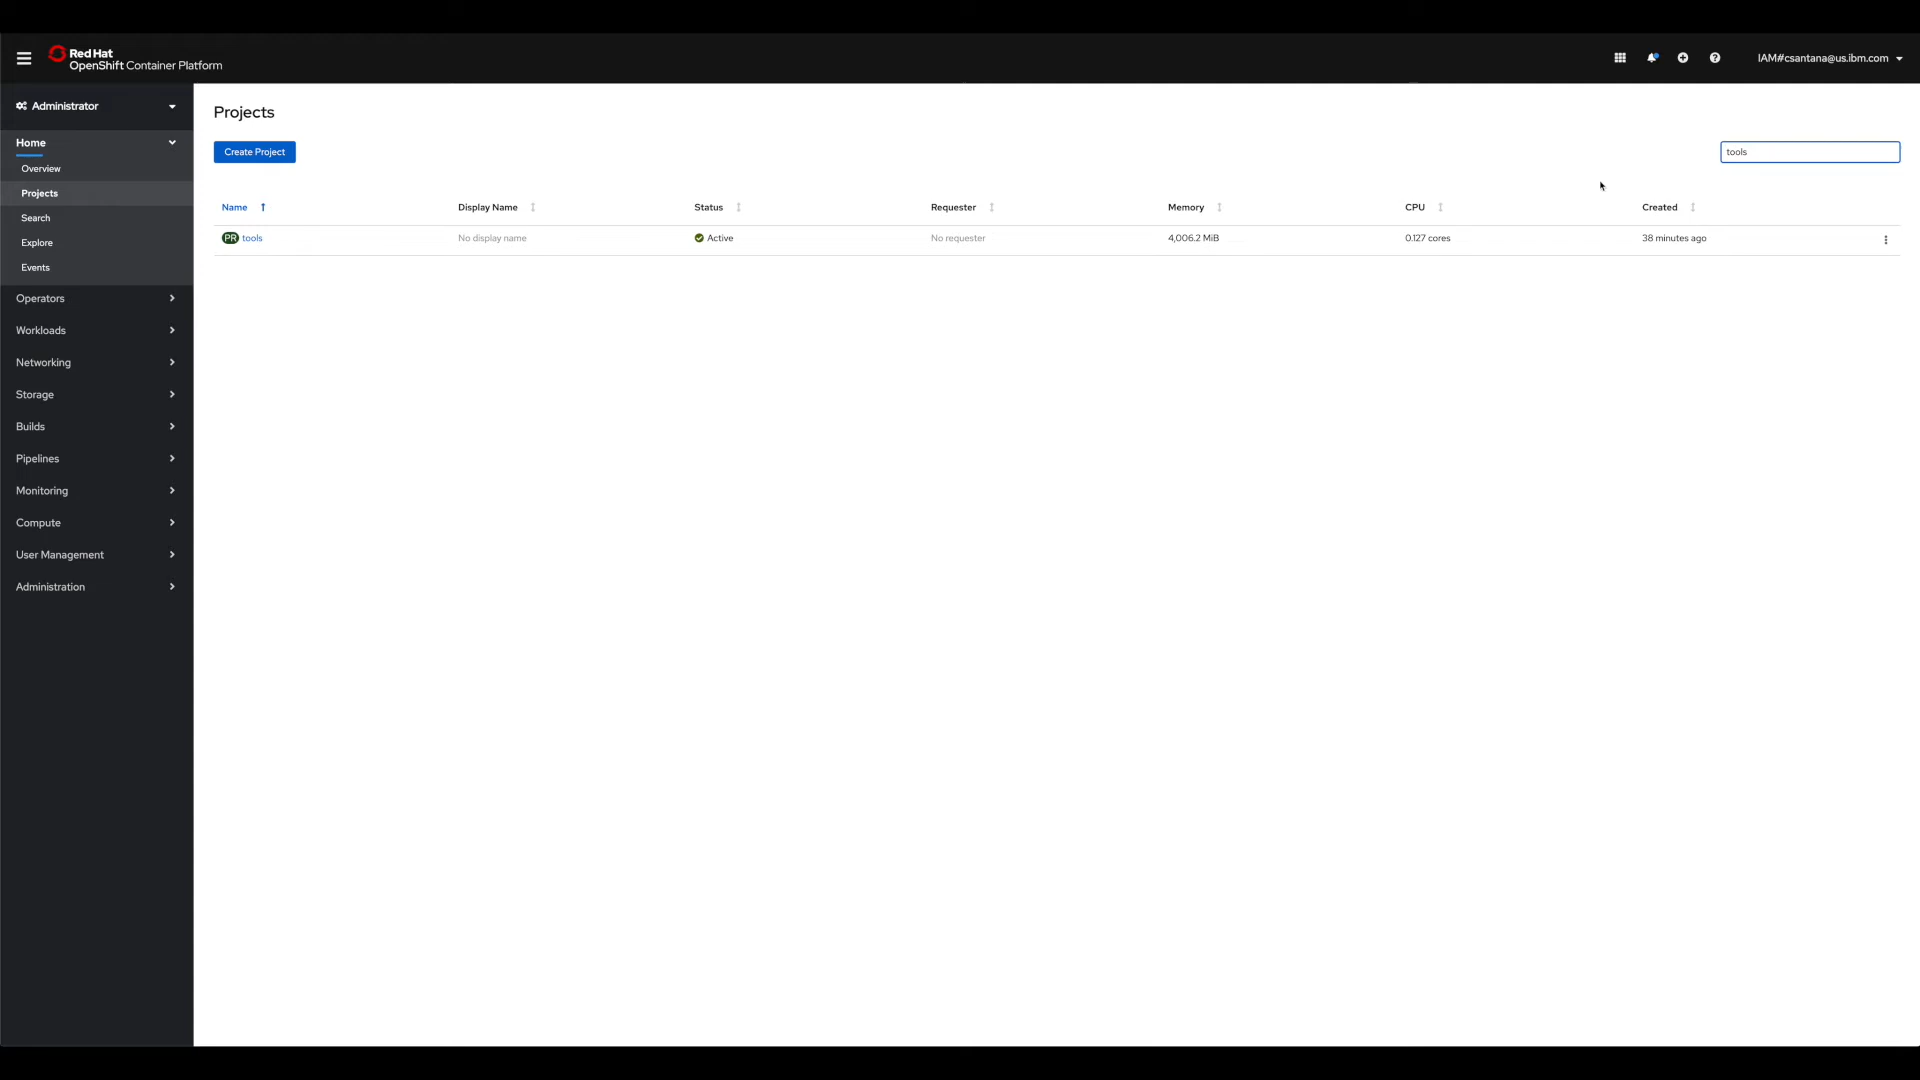 Red Hat
OpenShift Container Platform
IAM#csantana@us.ibm.com
Administrator
Home
Overview
Projects
Search
Explore
Events
Operators
Workloads
Networking
Storage
Builds
Pipelines
Monitoring
Compute
User Management
Administration
Projects
Create Project
tools
Name Display Name Status Requester Memory CPU Created
PR tools No display name Active No requester 4,006.2 MiB 0.127 cores 38 minutes ago